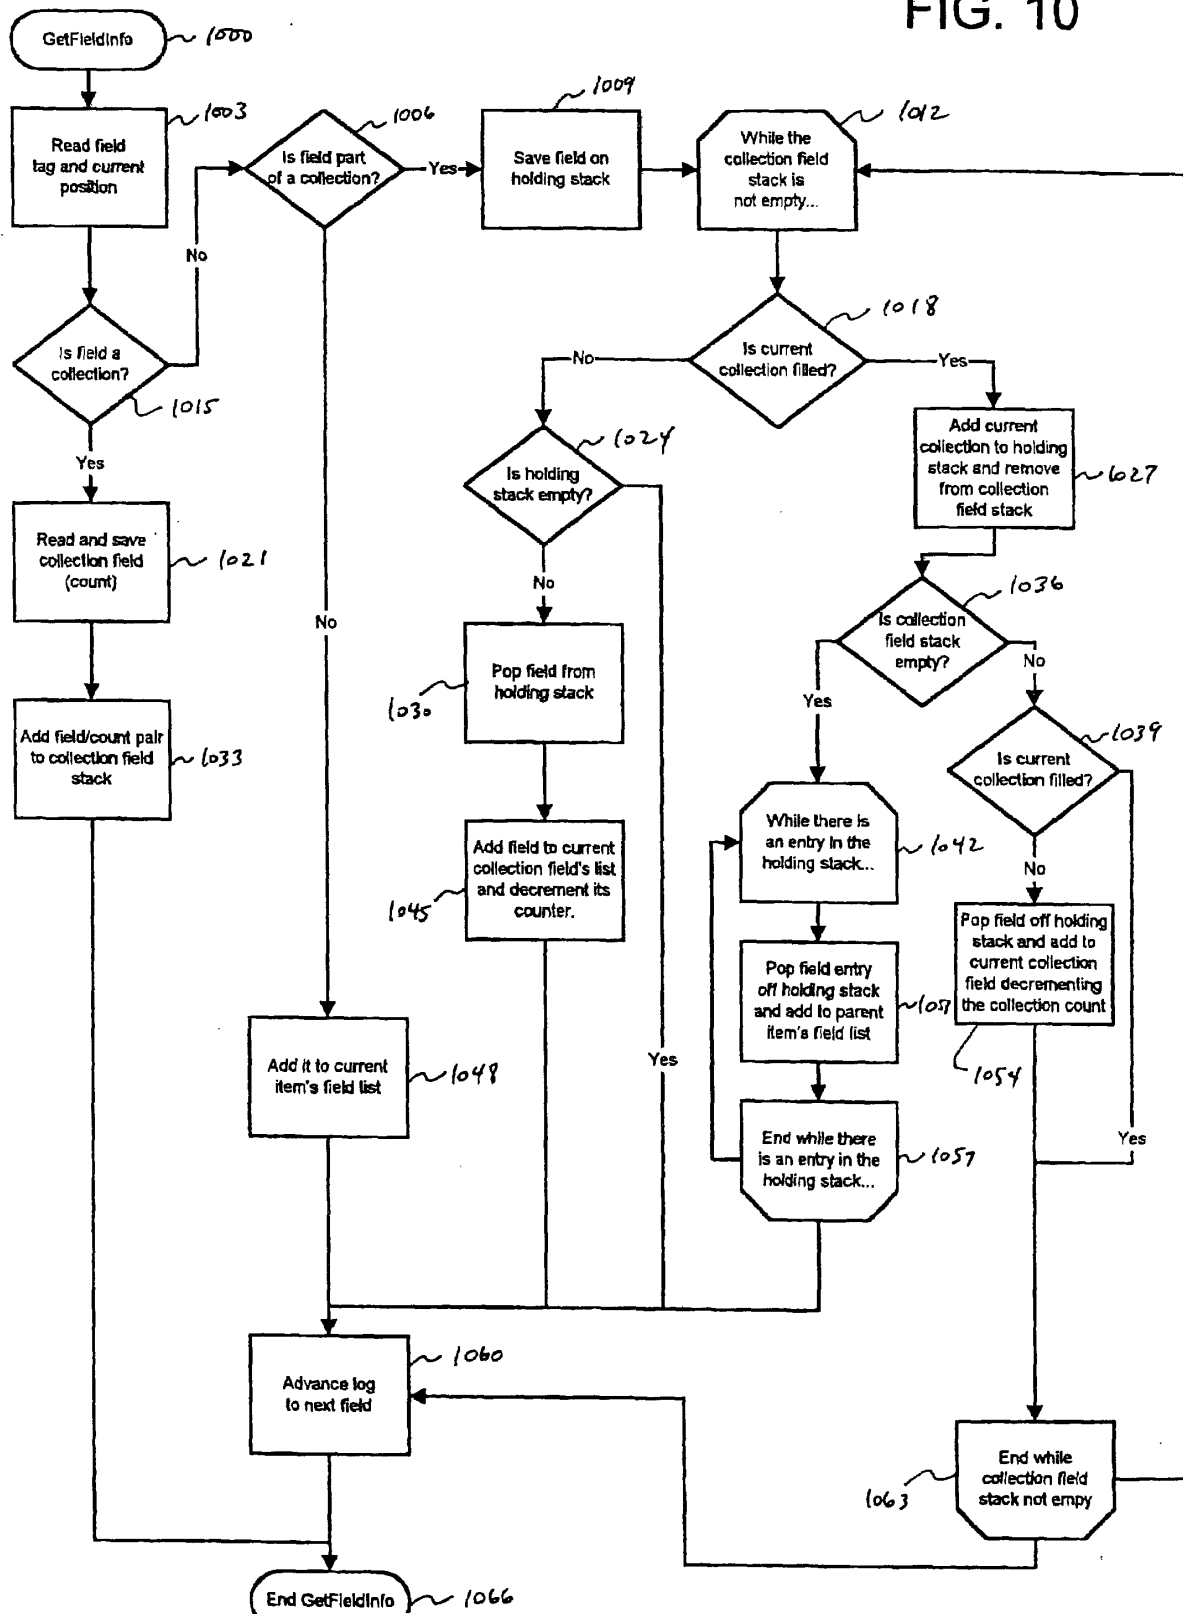 FIG. 10
GetFieldInfo
1000
Read field
tag and current
position
1003
Is field part
of a collection?
1006
Yes
Save field on
holding stack
1009
While the
collection field
stack is
not empty...
1012
No
Is field a
collection?
1015
Yes
Is current
collection filled?
1018
No
Yes
Read and save
collection field
(count)
1021
Is holding
stack empty?
1024
Add current
collection to holding
stack and remove
from collection
field stack
1027
No
No
Pop field from
holding stack
1030
Is collection
field stack
empty?
1036
Yes
No
Add field/count pair
to collection field
stack
1033
Is current
collection filled?
1039
No
Add field to current
collection field's list
and decrement its
counter.
1045
While there is
an entry in the
holding stack...
1042
Pop field off holding
stack and add to
current collection
field decrementing
the collection count
1054
Pop field entry
off holding stack
and add to parent
item's field list
Add it to current
item's field list
1048
Yes
Yes
End while there
is an entry in the
holding stack...
1057
Advance log
to next field
1060
End while
collection field
stack not empy
1063
End GetFieldInfo
1066